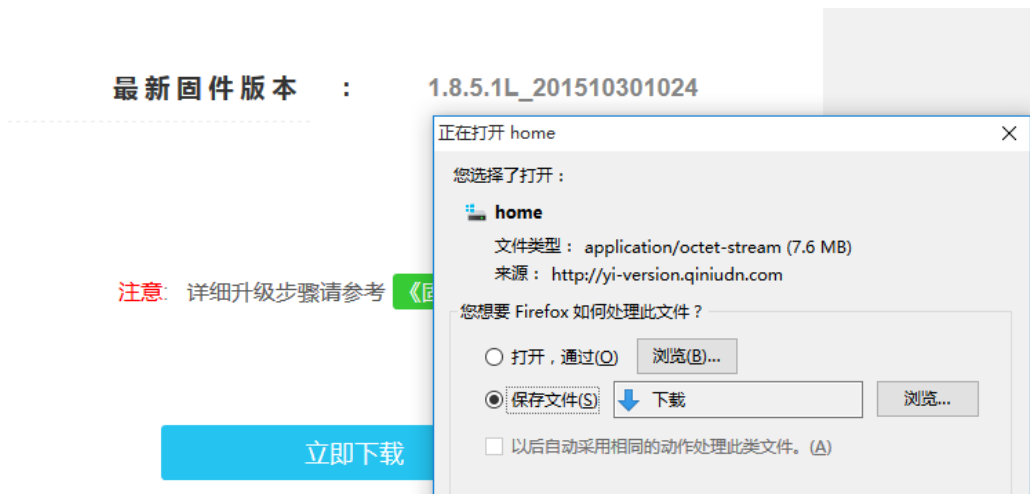 最新固件版本 : 1.8.5.1L_201510301024
正在打开 home
您选择了打开：
home
文件类型： application/octet-stream (7.6 MB)
来源： http://yi-version.qiniudn.com
注意: 详细升级步骤请参考 《固
您想要 Firefox 如何处理此文件？
打开，通过(O) 浏览(B)...
保存文件(S) 下载 浏览...
以后自动采用相同的动作处理此类文件。(A)
立即下载